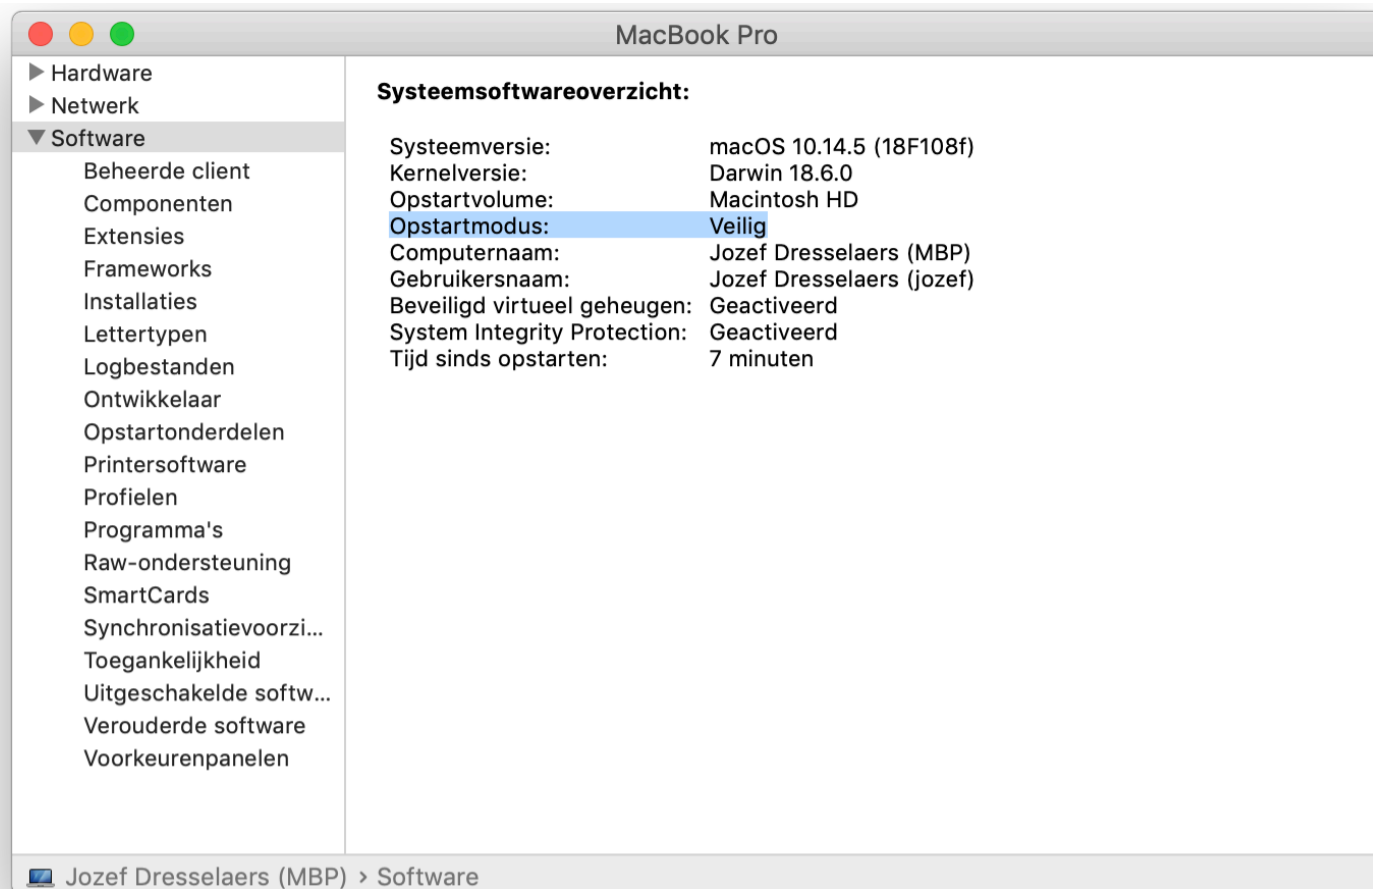 MacBook Pro
Hardware
Netwerk
Software
Beheerde client
Componenten
Extensies
Frameworks
Installaties
Lettertypen
Logbestanden
Ontwikkelaar
Opstartonderdelen
Printersoftware
Profielen
Programma's
Raw-ondersteuning
SmartCards
Synchronisatievoorzi...
Toegankelijkheid
Uitgeschakelde softw...
Verouderde software
Voorkeurenpanelen
Systeemsoftwareoverzicht:
Systeemversie: macOS 10.14.5 (18F108f)
Kernelversie: Darwin 18.6.0
Opstartvolume: Macintosh HD
Opstartmodus: Veilig
Computernaam: Jozef Dresselaers (MBP)
Gebruikersnaam: Jozef Dresselaers (jozef)
Beveiligd virtueel geheugen: Geactiveerd
System Integrity Protection: Geactiveerd
Tijd sinds opstarten: 7 minuten
Jozef Dresselaers (MBP) › Software